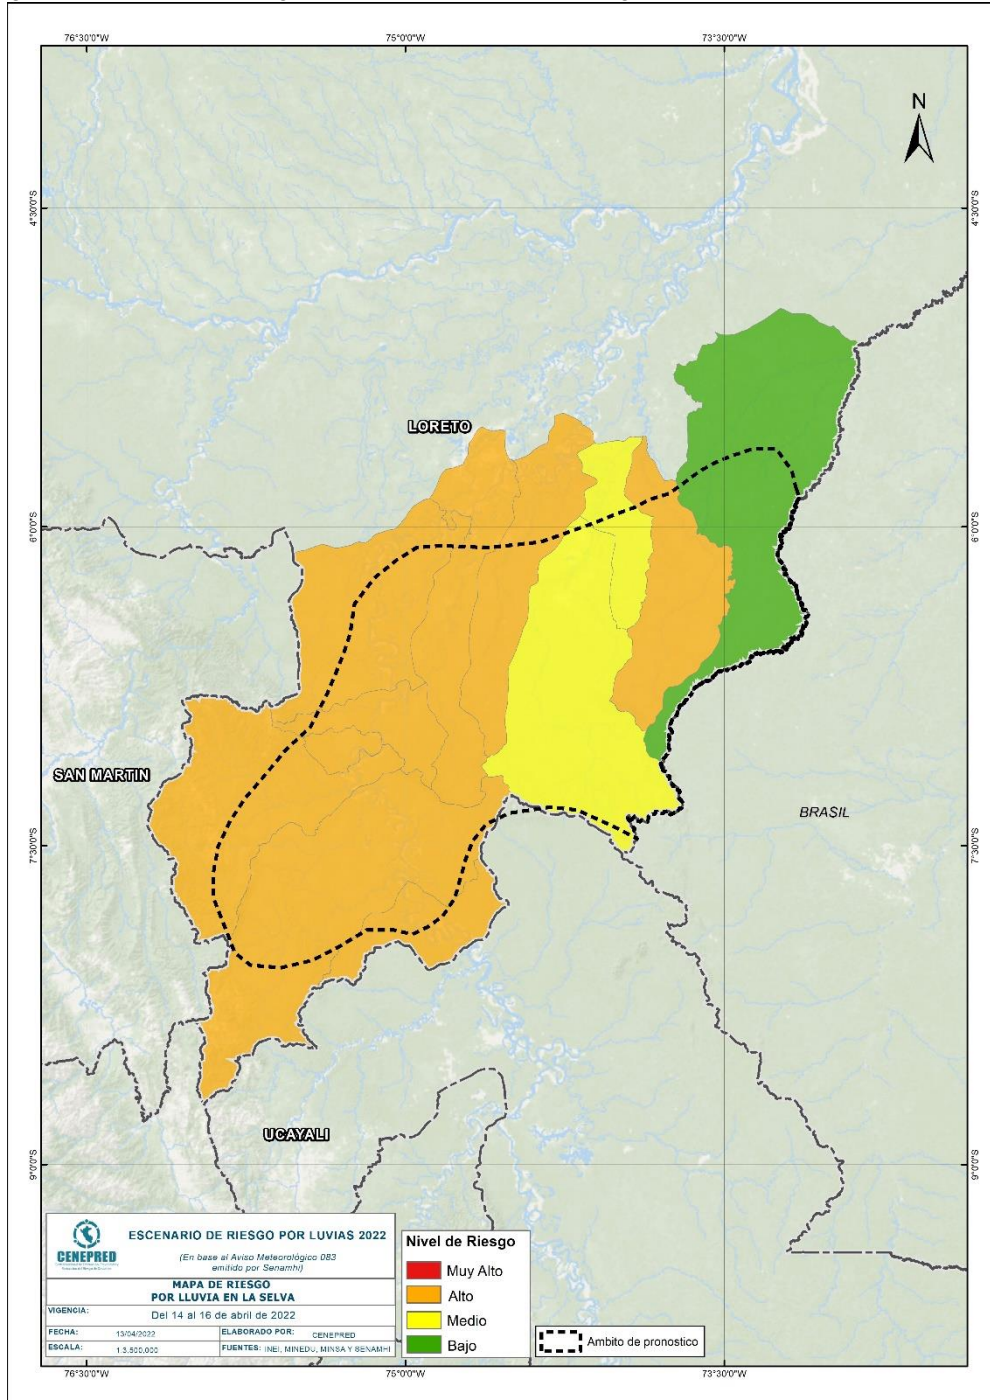 76°30'0"W
75°0'0"W
73°30'0"W
N
4°30'0"S
4°30'0"S
LORETO
6°0'0"S
6°0'0"S
SAN MARTIN
BRASIL
7°30'0"S
7°30'0"S
UCAYALI
9°0'0"S
9°0'0"S
CENEPRED
ESCENARIO DE RIESGO POR LUVIAS 2022
(En base al Aviso Meteorológico 083
emitido por Senamhi)
MAPA DE RIESGO
POR LLUVIA EN LA SELVA
VIGENCIA:
Del 14 al 16 de abril de 2022
FECHA:
13/04/2022
ELABORADO POR:
CENEPRED
ESCALA:
1:3,500,000
FUENTES: INEI, MINEDU, MINSA Y SENAMHI
Nivel de Riesgo
Muy Alto
Alto
Medio
Bajo
Ambito de pronostico
76°30'0"W
75°0'0"W
73°30'0"W